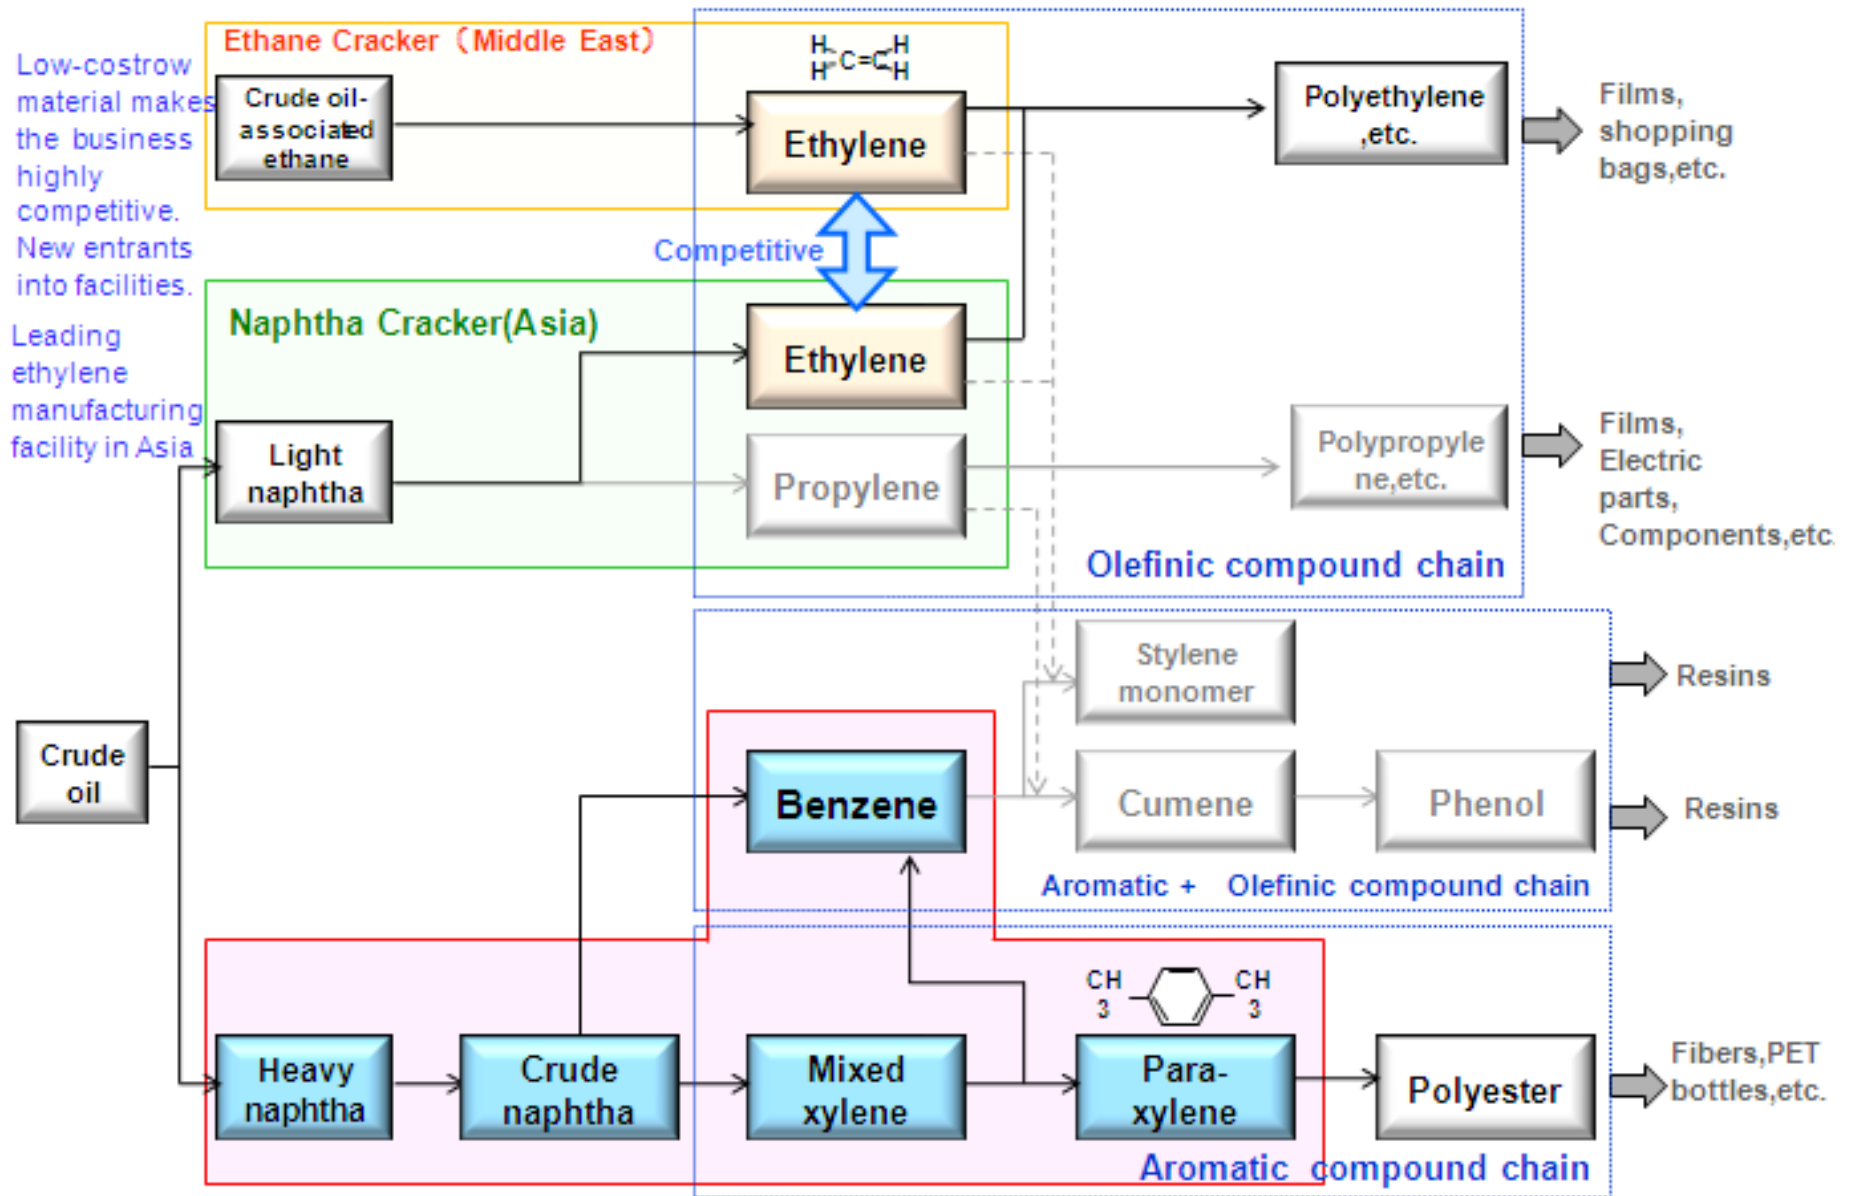 Ethane Cracker（Middle East）
Low-costrow
material makes
the business
highly
competitive.
New entrants
into facilities.
Crude oil-
associated
ethane
H H
C=C
H H
Ethylene
Polyethylene
,etc.
Films,
shopping
bags,etc.
Competitive
Naphtha Cracker(Asia)
Leading
ethylene
manufacturing
facility in Asia
Light
naphtha
Ethylene
Propylene
Polypropyle
ne,etc.
Films,
Electric
parts,
Components,etc.
Olefinic compound chain
Stylene
monomer
Resins
Crude
oil
Benzene
Cumene
Phenol
Resins
Aromatic + Olefinic compound chain
CH
3
CH
3
Heavy
naphtha
Crude
naphtha
Mixed
xylene
Para-
xylene
Polyester
Fibers,PET
bottles,etc.
Aromatic compound chain